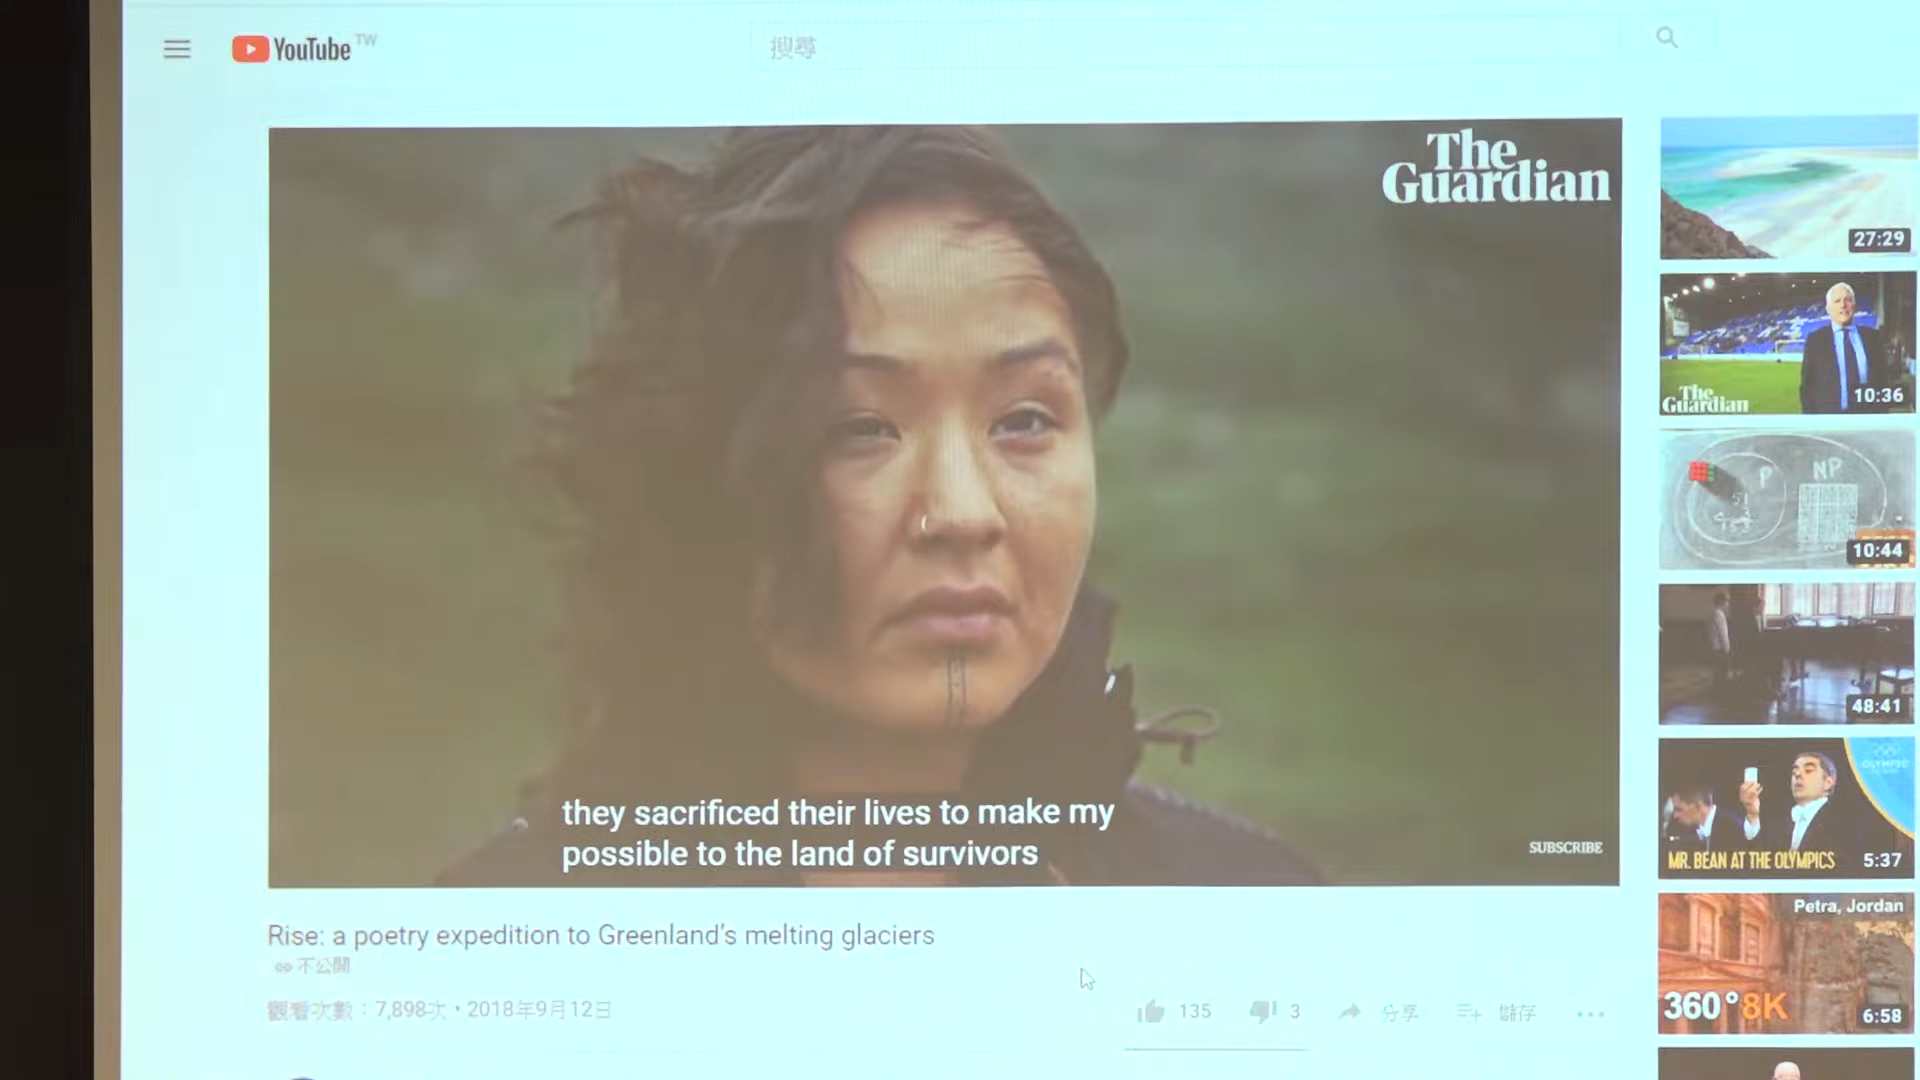 YouTube TW
搜尋
The
Guardian
they sacrificed their lives to make my
possible to the land of survivors
SUBSCRIBE
Rise: a poetry expedition to Greenland's melting glaciers
不公開
觀看次數：7,898次・2018年9月12日
135
3
分享
儲存
27:29
The
Guardian
10:36
P
NP
10:44
48:41
OLYMPIC
MR. BEAN AT THE OLYMPICS
5:37
Petra, Jordan
360° 8K
6:58